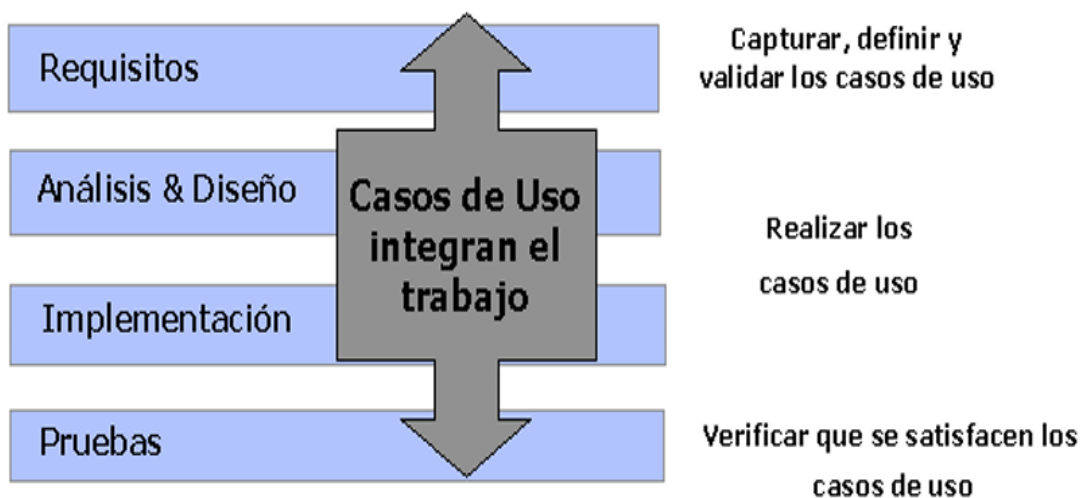 Requisitos
Capturar, definir y
validar los casos de uso
Análisis & Diseño
Casos de Uso
integran el
trabajo
Realizar los
casos de uso
Implementación
Pruebas
Verificar que se satisfacen los
casos de uso